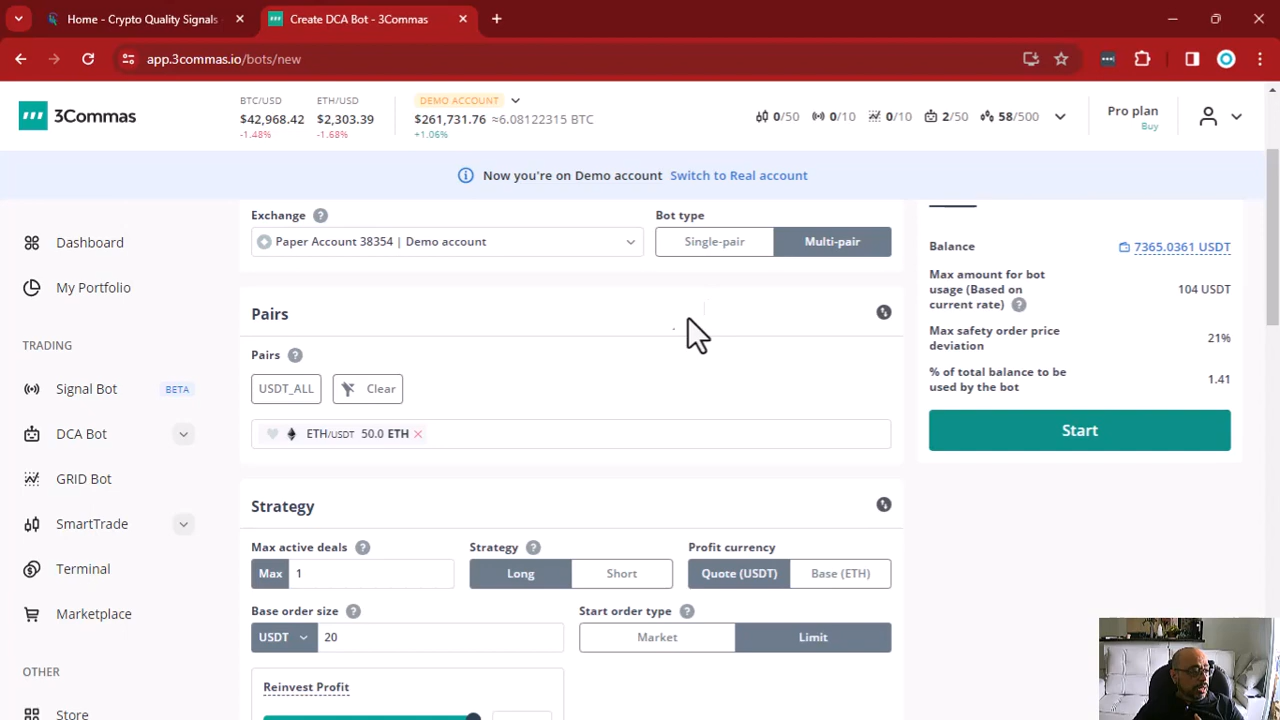 Home - Crypto Quality Signals
Create DCA Bot - 3Commas
app.3commas.io/bots/new
3Commas
BTC/USD
$42,968.42
-1.48%
ETH/USD
$2,303.39
-1.68%
DEMO ACCOUNT
$261,731.76 ≈6.08122315 BTC
+1.06%
0/50
0/10
0/10
2/50
58/500
Pro plan
Buy
Now you're on Demo account Switch to Real account
Dashboard
My Portfolio
TRADING
Signal Bot BETA
DCA Bot
GRID Bot
SmartTrade
Terminal
Marketplace
OTHER
Store
Exchange ?
Paper Account 38354 | Demo account
Bot type
Single-pair
Multi-pair
Pairs
Pairs ?
USDT_ALL
Clear
ETH/USDT 50.0 ETH
Strategy
Max active deals ?
Max 1
Strategy ?
Long
Short
Profit currency
Quote (USDT)
Base (ETH)
Base order size ?
USDT 20
Start order type ?
Market
Limit
Reinvest Profit
Balance
7365.0361 USDT
Max amount for bot
usage (Based on
current rate) ?
104 USDT
Max safety order price
deviation
21%
% of total balance to be
used by the bot
1.41
Start